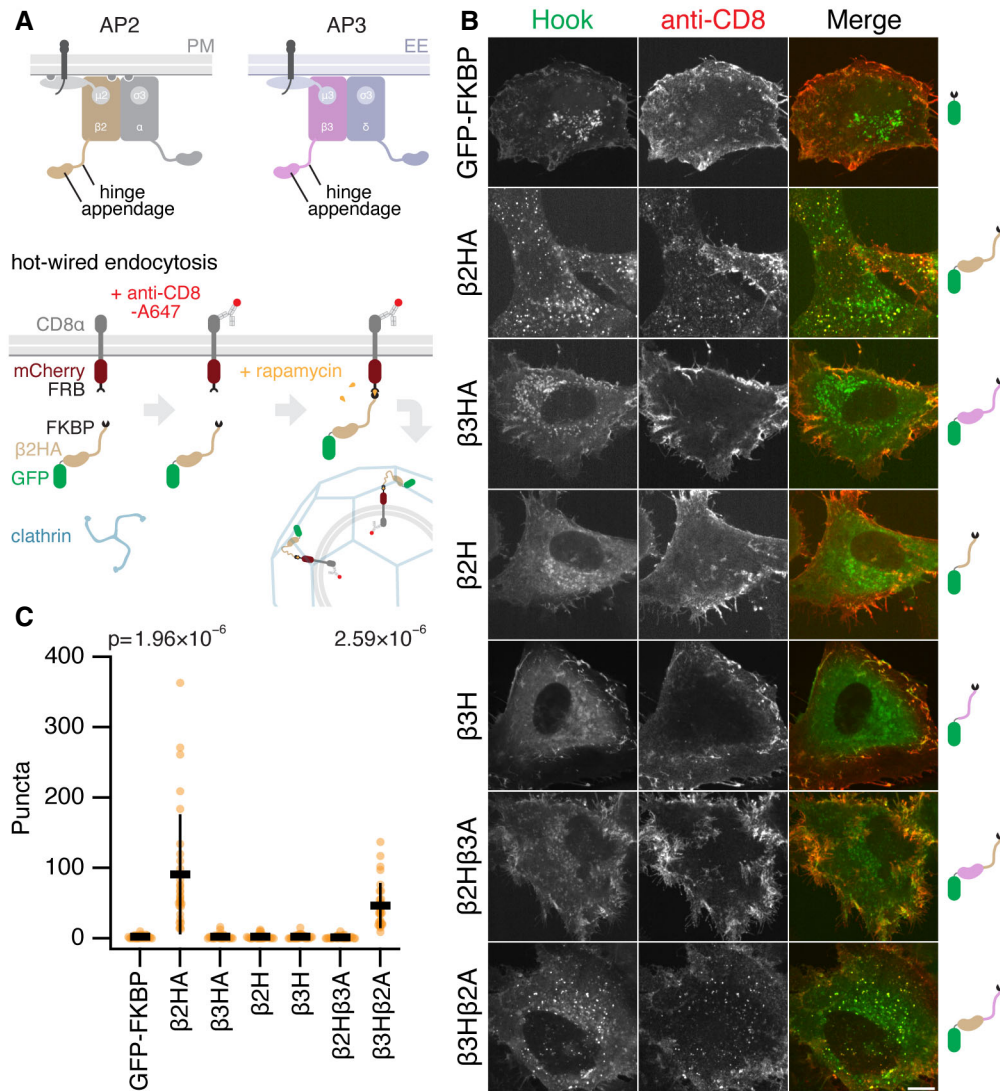 A
AP2
PM
AP3
EE
μ2
σ3
β2
α
μ3
σ3
β3
δ
hinge
appendage
hinge
appendage
hot-wired endocytosis
+ anti-CD8
-A647
CD8α
mCherry
FRB
+ rapamycin
FKBP
β2HA
GFP
clathrin
B
Hook
anti-CD8
Merge
GFP-FKBP
β2HA
β3HA
β2H
β3H
β2Hβ3A
β3Hβ2A
C
p=1.96×10⁻⁶
2.59×10⁻⁶
Puncta
400
300
200
100
0
GFP-FKBP
β2HA
β3HA
β2H
β3H
β2Hβ3A
β3Hβ2A